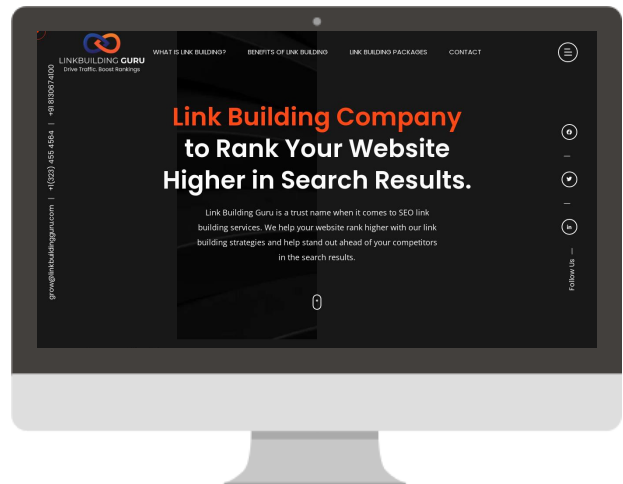 LINKBUILDING GURU
Drive Traffic. Boost Rankings
WHAT IS LINK BUILDING?
BENEFITS OF LINK BUILDING
LINK BUILDING PACKAGES
CONTACT
grow@linkbuildingguru.com | +1(323) 455 4564 | +91 8130674100
Link Building Company
to Rank Your Website
Higher in Search Results.
Link Building Guru is a trust name when it comes to SEO link
building services. We help your website rank higher with our link
building strategies and help stand out ahead of your competitors
in the search results.
in
Follow Us